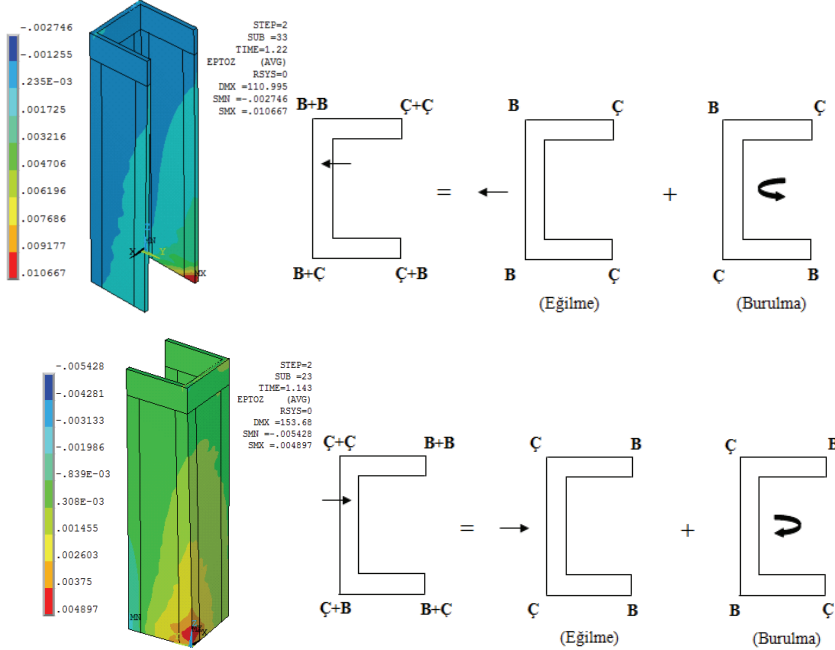 -.002746
-.001255
.235E-03
.001725
.003216
.004706
.006196
.007686
.009177
.010667
STEP=2
SUB =33
TIME=1.22
EPTOZ (AVG)
RSYS=0
DMX =110.995
SMN =-.002746
SMX =.010667
X
Y
MX
B+B Ç+Ç
B+Ç Ç+B
=
B Ç
B Ç
(Eğilme)
+
B Ç
Ç B
(Burulma)
-.005428
-.004281
-.003133
-.001986
-.839E-03
.308E-03
.001455
.002603
.00375
.004897
STEP=2
SUB =23
TIME=1.143
EPTOZ (AVG)
RSYS=0
DMX =153.68
SMN =-.005428
SMX =.004897
MN
X
Ç+Ç B+B
Ç+B B+Ç
=
Ç B
Ç B
(Eğilme)
+
Ç B
B Ç
(Burulma)